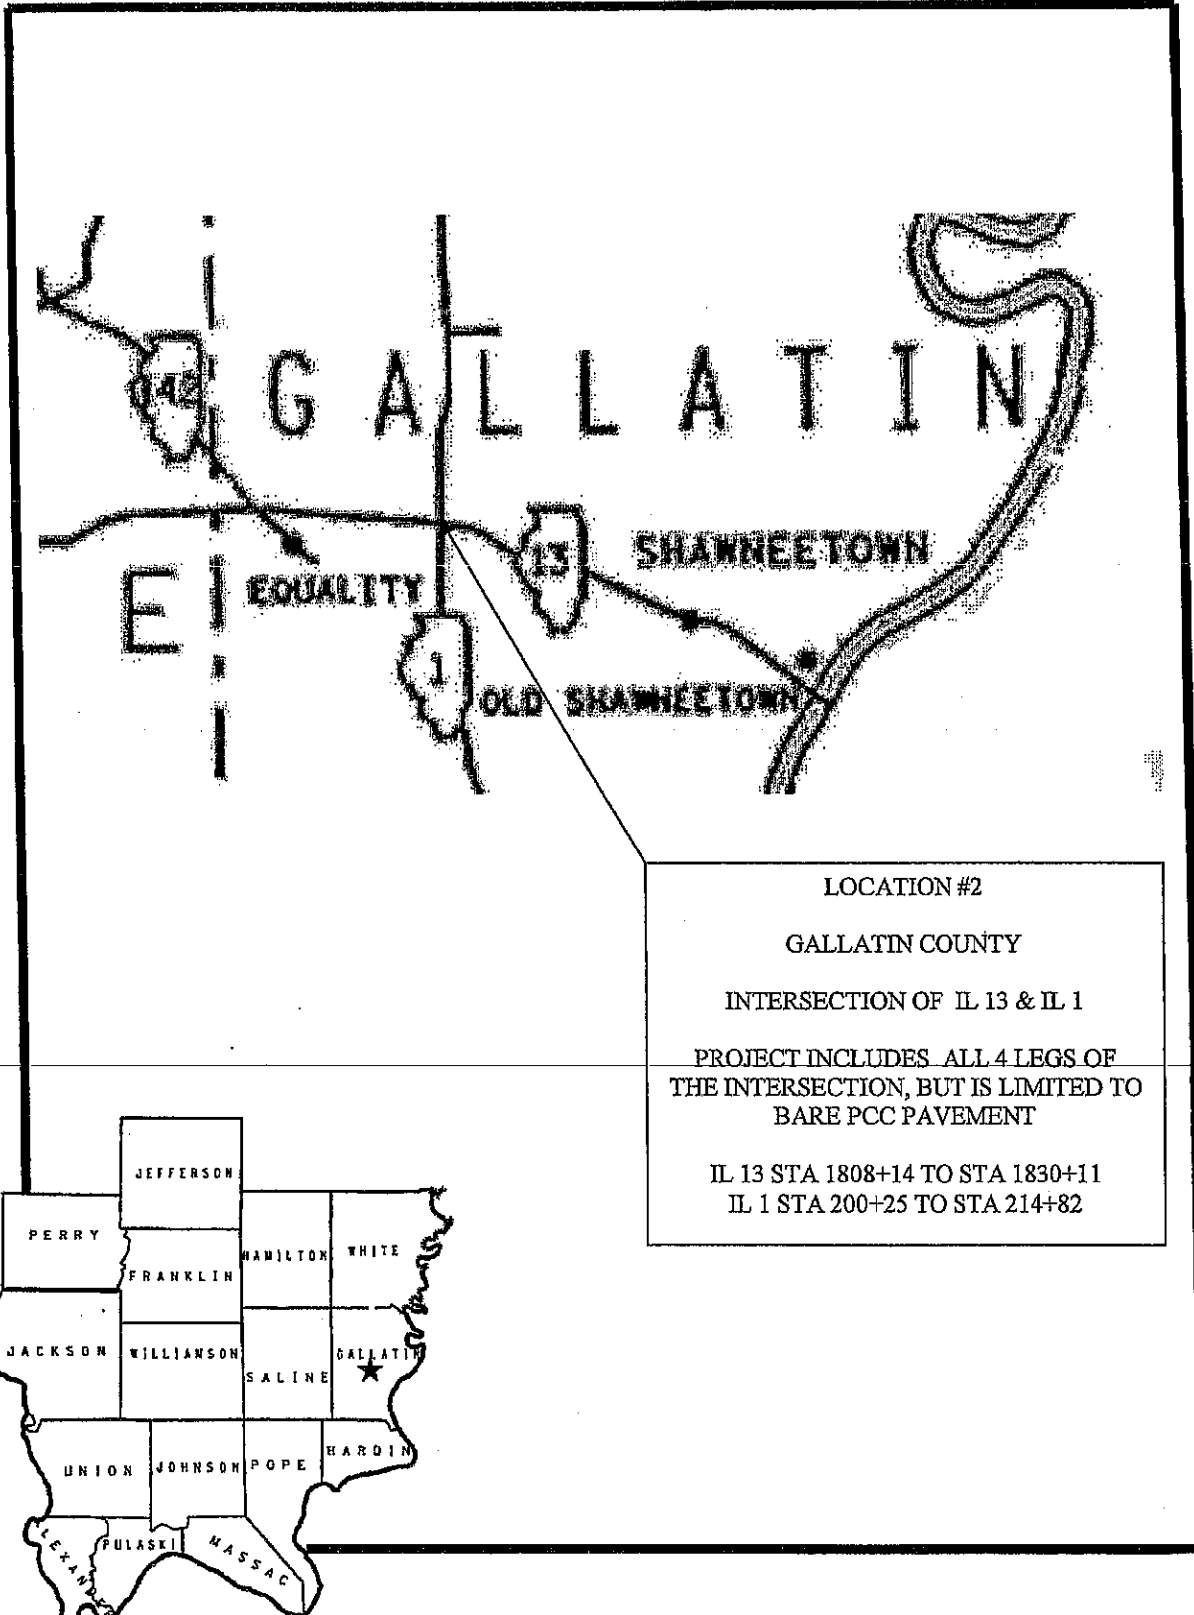 GALLATIN
142
13
SHAWNEETOWN
EQUALITY
E
1
OLD SHAWNEETOWN
LOCATION #2
GALLATIN COUNTY
INTERSECTION OF IL 13 & IL 1
PROJECT INCLUDES ALL 4 LEGS OF
THE INTERSECTION, BUT IS LIMITED TO
BARE PCC PAVEMENT
IL 13 STA 1808+14 TO STA 1830+11
IL 1 STA 200+25 TO STA 214+82
JEFFERSON
PERRY
HAMILTON
WHITE
FRANKLIN
JACKSON
WILLIAMSON
GALLATIN
SALINE
HARDIN
UNION
JOHNSON
POPE
PULASKI
MASSAC
LEXANDER